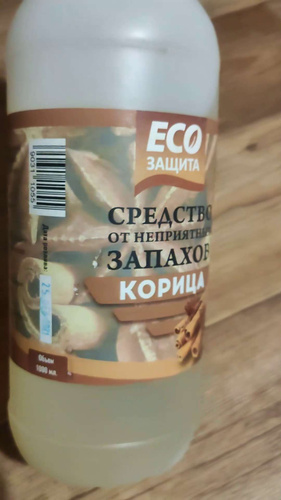 ECO
ЗАЩИТА
СРЕДСТВО
ОТ НЕПРИЯТНЫХ
ЗАПАХОВ
КОРИЦА
Объем
1000 мл